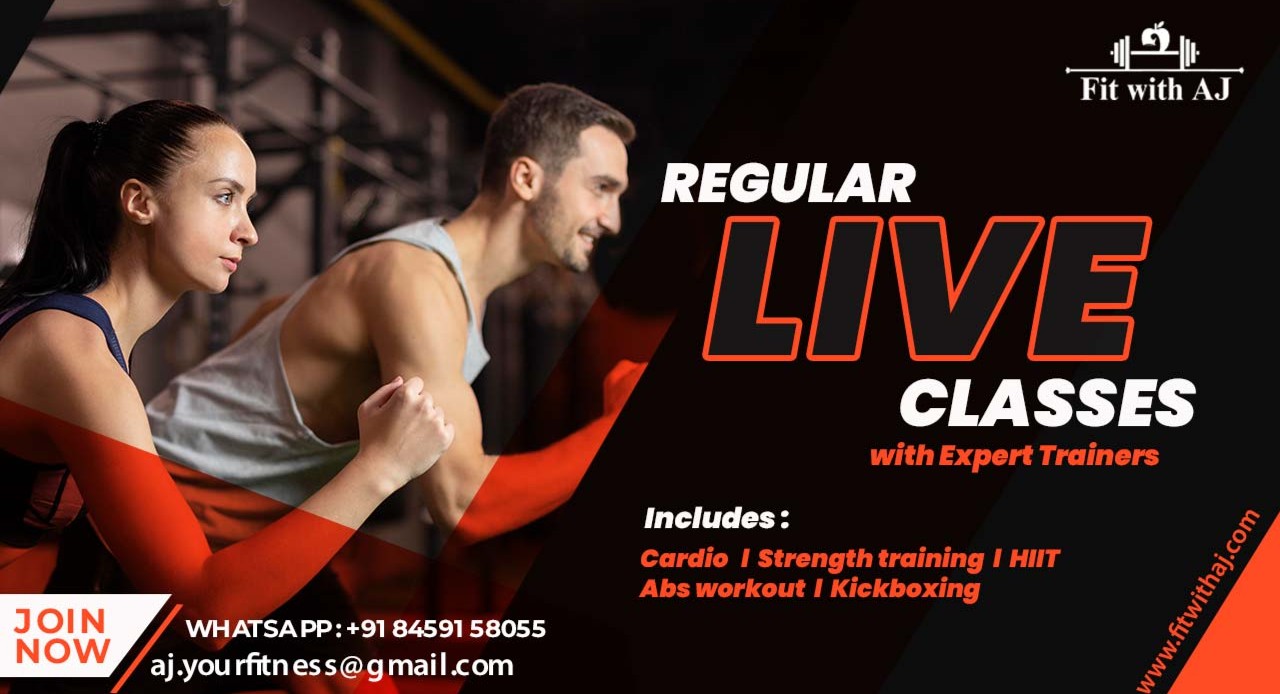 Fit with AJ
REGULAR
LIVE
CLASSES
with Expert Trainers
Includes :
Cardio | Strength training | HIIT
Abs workout | Kickboxing
JOIN
NOW
WHATSAPP : +91 84591 58055
aj.yourfitness@gmail.com
www.fitwithaj.com